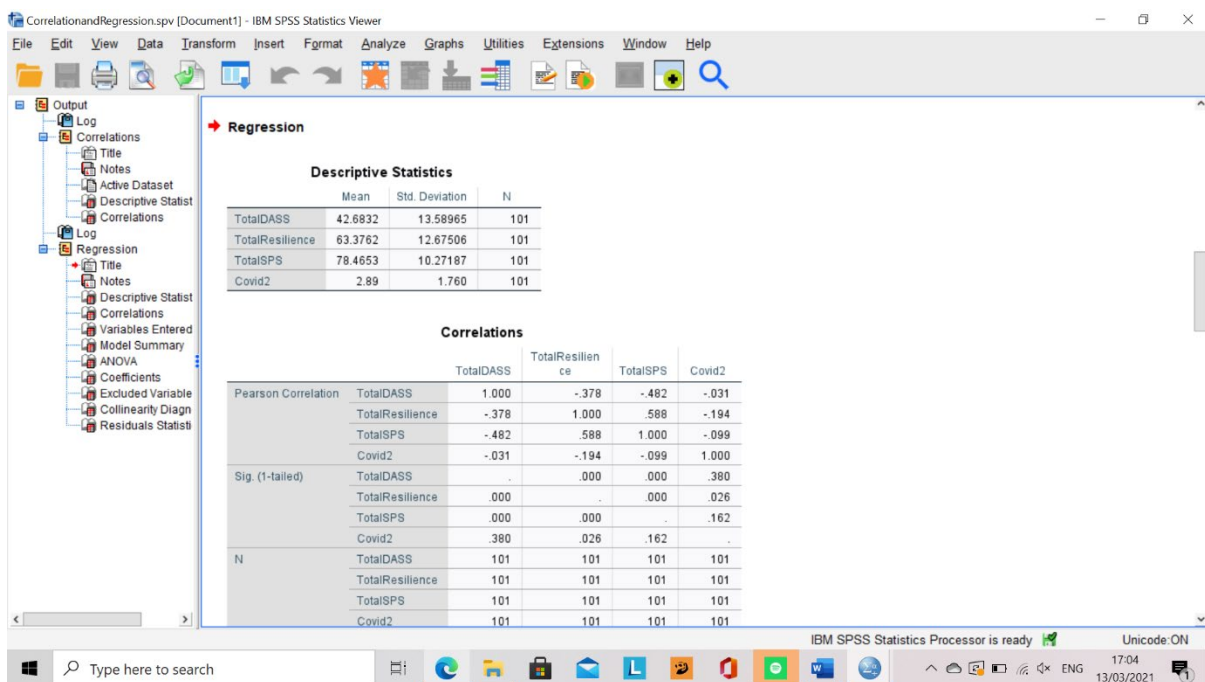 CorrelationandRegression.spv [Document1] - IBM SPSS Statistics Viewer
File Edit View Data Transform Insert Format Analyze Graphs Utilities Extensions Window Help
Output
Log
Correlations
Title
Notes
Active Dataset
Descriptive Statist
Correlations
Log
Regression
Title
Notes
Descriptive Statist
Correlations
Variables Entered
Model Summary
ANOVA
Coefficients
Excluded Variable
Collinearity Diagn
Residuals Statisti
Regression
Descriptive Statistics
Mean Std. Deviation N
TotalDASS 42.6832 13.58965 101
TotalResilience 63.3762 12.67506 101
TotalSPS 78.4653 10.27187 101
Covid2 2.89 1.760 101
Correlations
TotalDASS TotalResilien
ce TotalSPS Covid2
Pearson Correlation TotalDASS 1.000 -.378 -.482 -.031
TotalResilience -.378 1.000 .588 -.194
TotalSPS -.482 .588 1.000 -.099
Covid2 -.031 -.194 -.099 1.000
Sig. (1-tailed) TotalDASS . .000 .000 .380
TotalResilience .000 . .000 .026
TotalSPS .000 .000 . .162
Covid2 .380 .026 .162 .
N TotalDASS 101 101 101 101
TotalResilience 101 101 101 101
TotalSPS 101 101 101 101
Covid2 101 101 101 101
IBM SPSS Statistics Processor is ready Unicode:ON
Type here to search L W ENG 17:04
13/03/2021 1